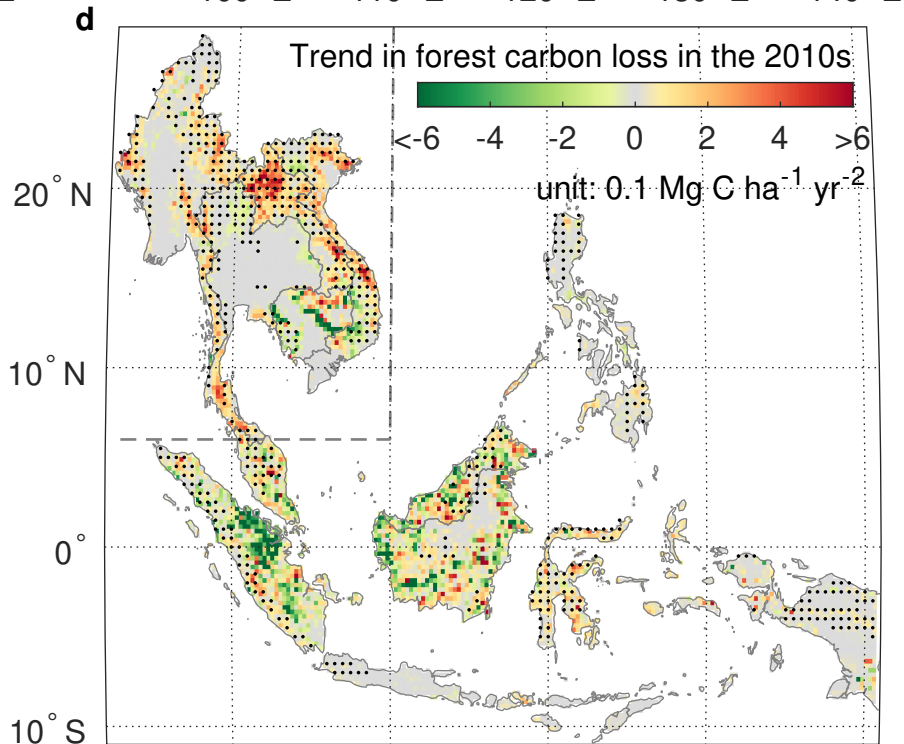 d
Trend in forest carbon loss in the 2010s
<-6 -4 -2 0 2 4 >6
unit: 0.1 Mg C ha⁻¹ yr⁻²
20° N
10° N
0°
10° S